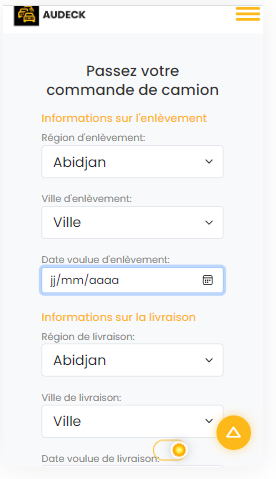 AUDECK
Passez votre
commande de camion
Informations sur l'enlèvement
Région d'enlèvement:
Abidjan
Ville d'enlèvement:
Ville
Date voulue d'enlèvement:
jj/mm/aaaa
Informations sur la livraison
Région de livraison:
Abidjan
Ville de livraison:
Ville
Date voulue de livraison: